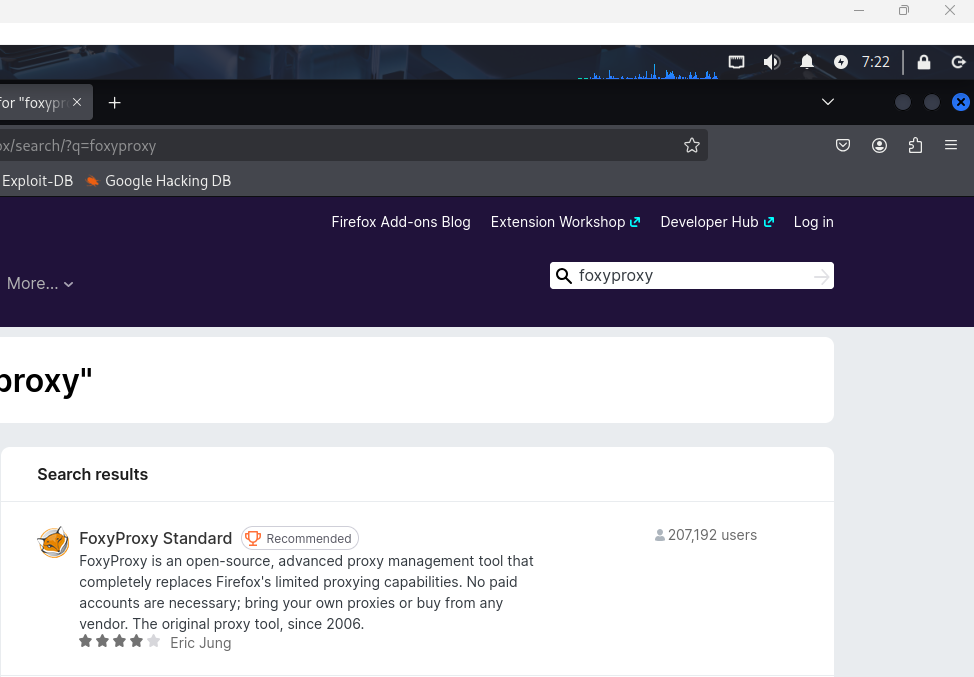 7:22
for "foxypr
ox/search/?q=foxyproxy
Exploit-DB Google Hacking DB
Firefox Add-ons Blog Extension Workshop Developer Hub Log in
More... foxyproxy
proxy"
Search results
FoxyProxy Standard Recommended 207,192 users
FoxyProxy is an open-source, advanced proxy management tool that
completely replaces Firefox's limited proxying capabilities. No paid
accounts are necessary; bring your own proxies or buy from any
vendor. The original proxy tool, since 2006.
Eric Jung